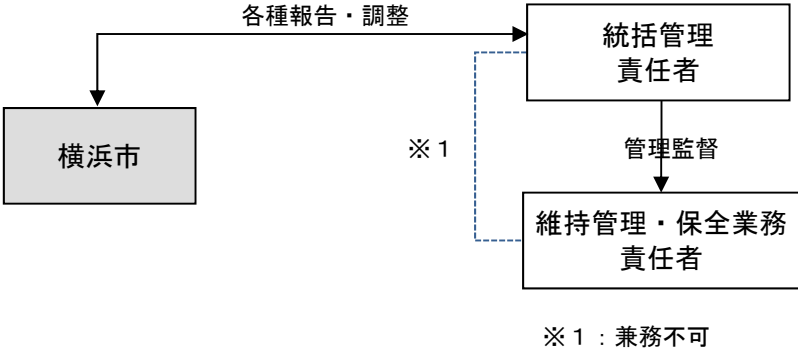 各種報告・調整
統括管理
責任者
横浜市
※１
管理監督
維持管理・保全業務
責任者
※１：兼務不可